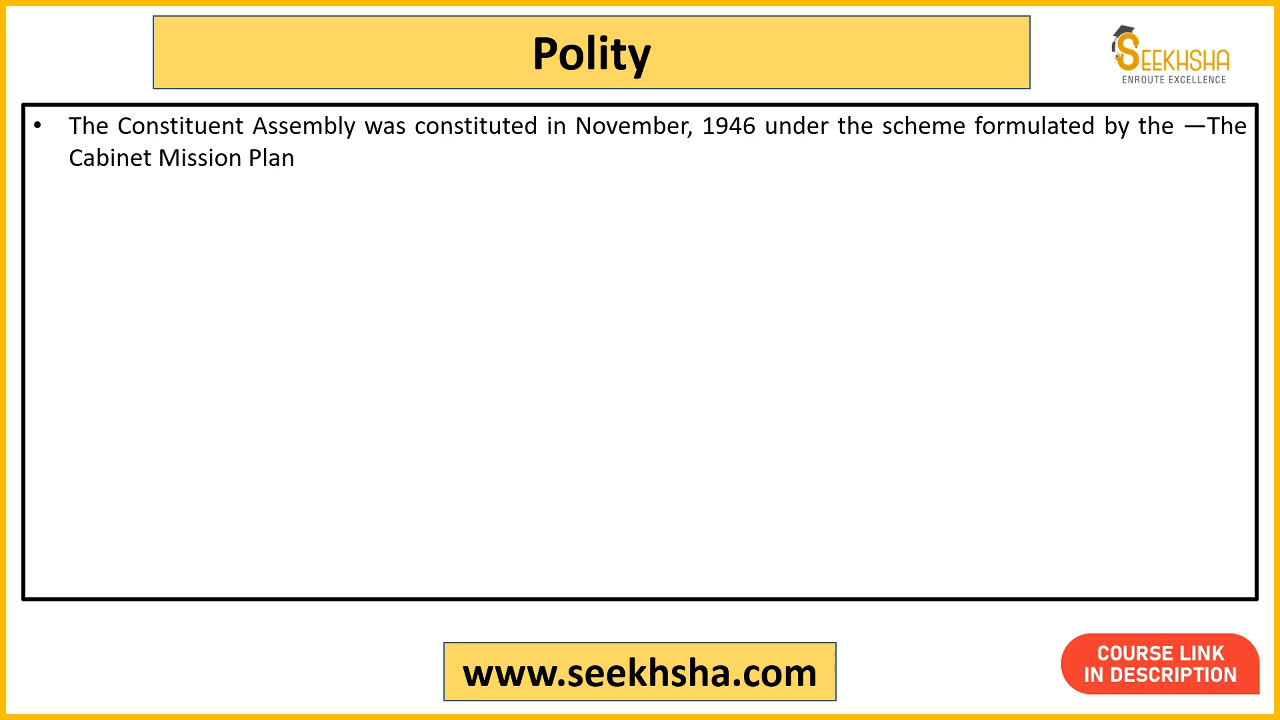 Polity
SEEKHSHA
ENROUTE EXCELLENCE
• The Constituent Assembly was constituted in November, 1946 under the scheme formulated by the —The
Cabinet Mission Plan
www.seekhsha.com
COURSE LINK
IN DESCRIPTION